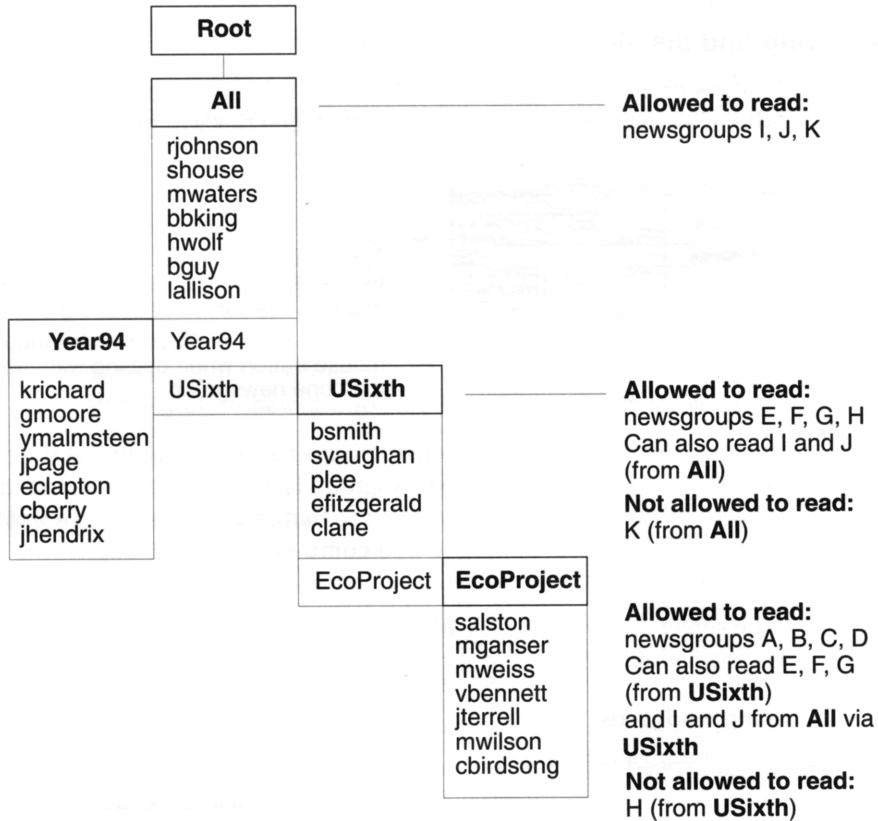 Root
All
Allowed to read:
newsgroups I, J, K
rjohnson
shouse
mwaters
bbking
hwolf
bguy
lallison
Year94
Year94
krichard
gmoore
ymalmsteen
jpage
eclapton
cberry
jhendrix
USixth
USixth
bsmith
svaughan
plee
efitzgerald
clane
Allowed to read:
newsgroups E, F, G, H
Can also read I and J
(from All)
Not allowed to read:
K (from All)
EcoProject
EcoProject
salston
mganser
mweiss
vbennett
jterrell
mwilson
cbirdsong
Allowed to read:
newsgroups A, B, C, D
Can also read E, F, G
(from USixth)
and I and J from All via
USixth
Not allowed to read:
H (from USixth)